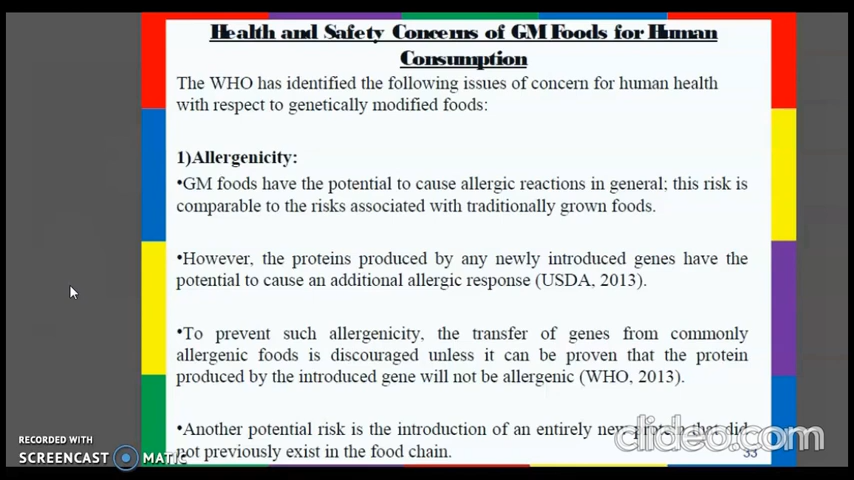 Health and Safety Concerns of GM Foods for Human
Consumption
The WHO has identified the following issues of concern for human health
with respect to genetically modified foods:
1)Allergenicity:
•GM foods have the potential to cause allergic reactions in general; this risk is
comparable to the risks associated with traditionally grown foods.
•However, the proteins produced by any newly introduced genes have the
potential to cause an additional allergic response (USDA, 2013).
•To prevent such allergenicity, the transfer of genes from commonly
allergenic foods is discouraged unless it can be proven that the protein
produced by the introduced gene will not be allergenic (WHO, 2013).
•Another potential risk is the introduction of an entirely new protein that did
not previously exist in the food chain.
33
clideo.com
RECORDED WITH
SCREENCAST MATIC